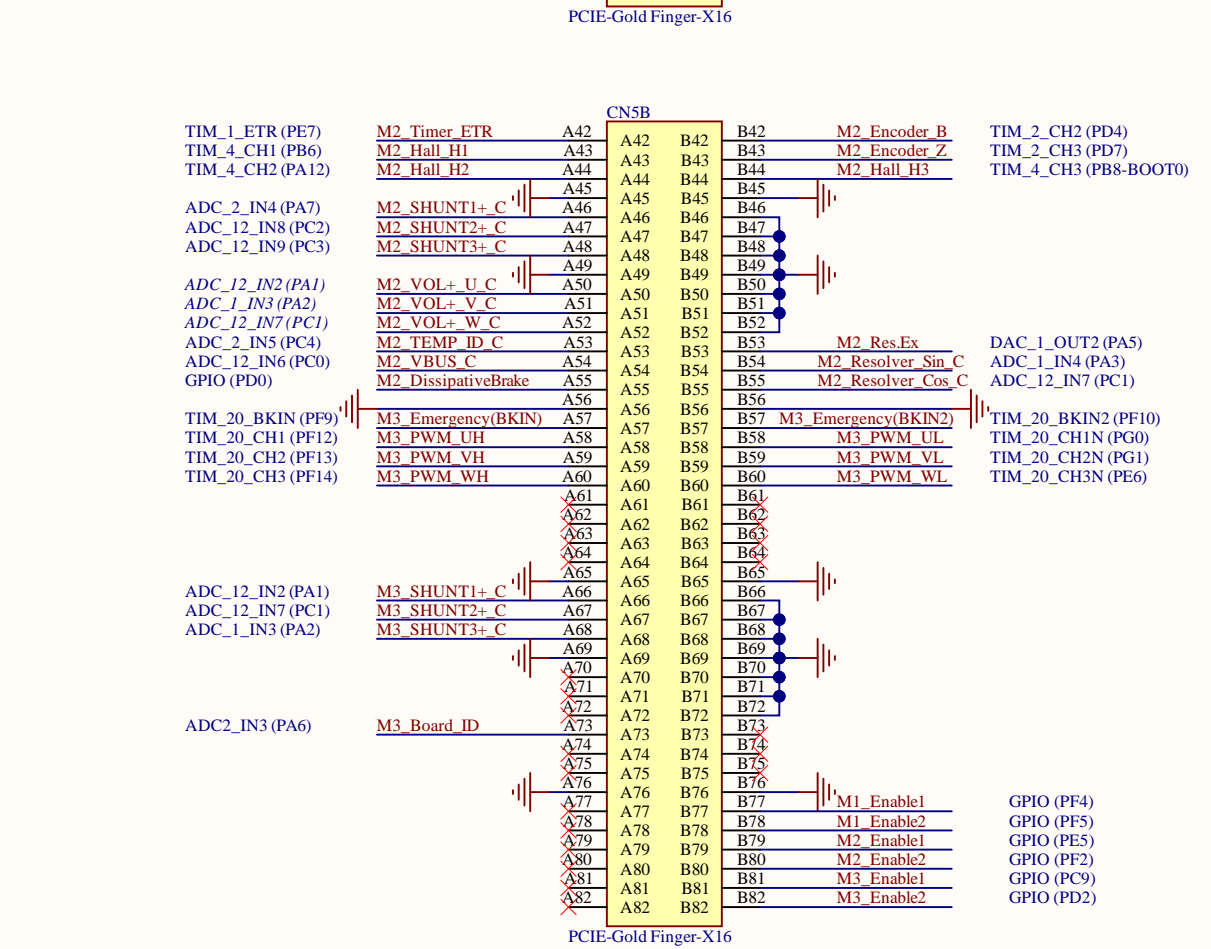 PCIE-Gold Finger-X16
CN5B
TIM_1_ETR (PE7) M2_Timer_ETR A42 A42 B42 B42 M2_Encoder_B TIM_2_CH2 (PD4)
TIM_4_CH1 (PB6) M2_Hall_H1 A43 A43 B43 B43 M2_Encoder_Z TIM_2_CH3 (PD7)
TIM_4_CH2 (PA12) M2_Hall_H2 A44 A44 B44 B44 M2_Hall_H3 TIM_4_CH3 (PB8-BOOT0)
A45 A45 B45 B45
ADC_2_IN4 (PA7) M2_SHUNT1+_C A46 A46 B46 B46
ADC_12_IN8 (PC2) M2_SHUNT2+_C A47 A47 B47 B47
ADC_12_IN9 (PC3) M2_SHUNT3+_C A48 A48 B48 B48
A49 A49 B49 B49
ADC_12_IN2 (PA1) M2_VOL+_U_C A50 A50 B50 B50
ADC_1_IN3 (PA2) M2_VOL+_V_C A51 A51 B51 B51
ADC_12_IN7 (PC1) M2_VOL+_W_C A52 A52 B52 B52
ADC_2_IN5 (PC4) M2_TEMP_ID_C A53 A53 B53 B53 M2_Res.Ex DAC_1_OUT2 (PA5)
ADC_12_IN6 (PC0) M2_VBUS_C A54 A54 B54 B54 M2_Resolver_Sin_C ADC_1_IN4 (PA3)
GPIO (PD0) M2_DissipativeBrake A55 A55 B55 B55 M2_Resolver_Cos_C ADC_12_IN7 (PC1)
A56 A56 B56 B56
TIM_20_BKIN (PF9) M3_Emergency(BKIN) A57 A57 B57 B57 M3_Emergency(BKIN2) TIM_20_BKIN2 (PF10)
TIM_20_CH1 (PF12) M3_PWM_UH A58 A58 B58 B58 M3_PWM_UL TIM_20_CH1N (PG0)
TIM_20_CH2 (PF13) M3_PWM_VH A59 A59 B59 B59 M3_PWM_VL TIM_20_CH2N (PG1)
TIM_20_CH3 (PF14) M3_PWM_WH A60 A60 B60 B60 M3_PWM_WL TIM_20_CH3N (PE6)
A61 A61 B61 B61
A62 A62 B62 B62
A63 A63 B63 B63
A64 A64 B64 B64
A65 A65 B65 B65
ADC_12_IN2 (PA1) M3_SHUNT1+_C A66 A66 B66 B66
ADC_12_IN7 (PC1) M3_SHUNT2+_C A67 A67 B67 B67
ADC_1_IN3 (PA2) M3_SHUNT3+_C A68 A68 B68 B68
A69 A69 B69 B69
A70 A70 B70 B70
A71 A71 B71 B71
A72 A72 B72 B72
ADC2_IN3 (PA6) M3_Board_ID A73 A73 B73 B73
A74 A74 B74 B74
A75 A75 B75 B75
A76 A76 B76 B76
A77 A77 B77 B77 M1_Enable1 GPIO (PF4)
A78 A78 B78 B78 M1_Enable2 GPIO (PF5)
A79 A79 B79 B79 M2_Enable1 GPIO (PE5)
A80 A80 B80 B80 M2_Enable2 GPIO (PF2)
A81 A81 B81 B81 M3_Enable1 GPIO (PC9)
A82 A82 B82 B82 M3_Enable2 GPIO (PD2)
PCIE-Gold Finger-X16